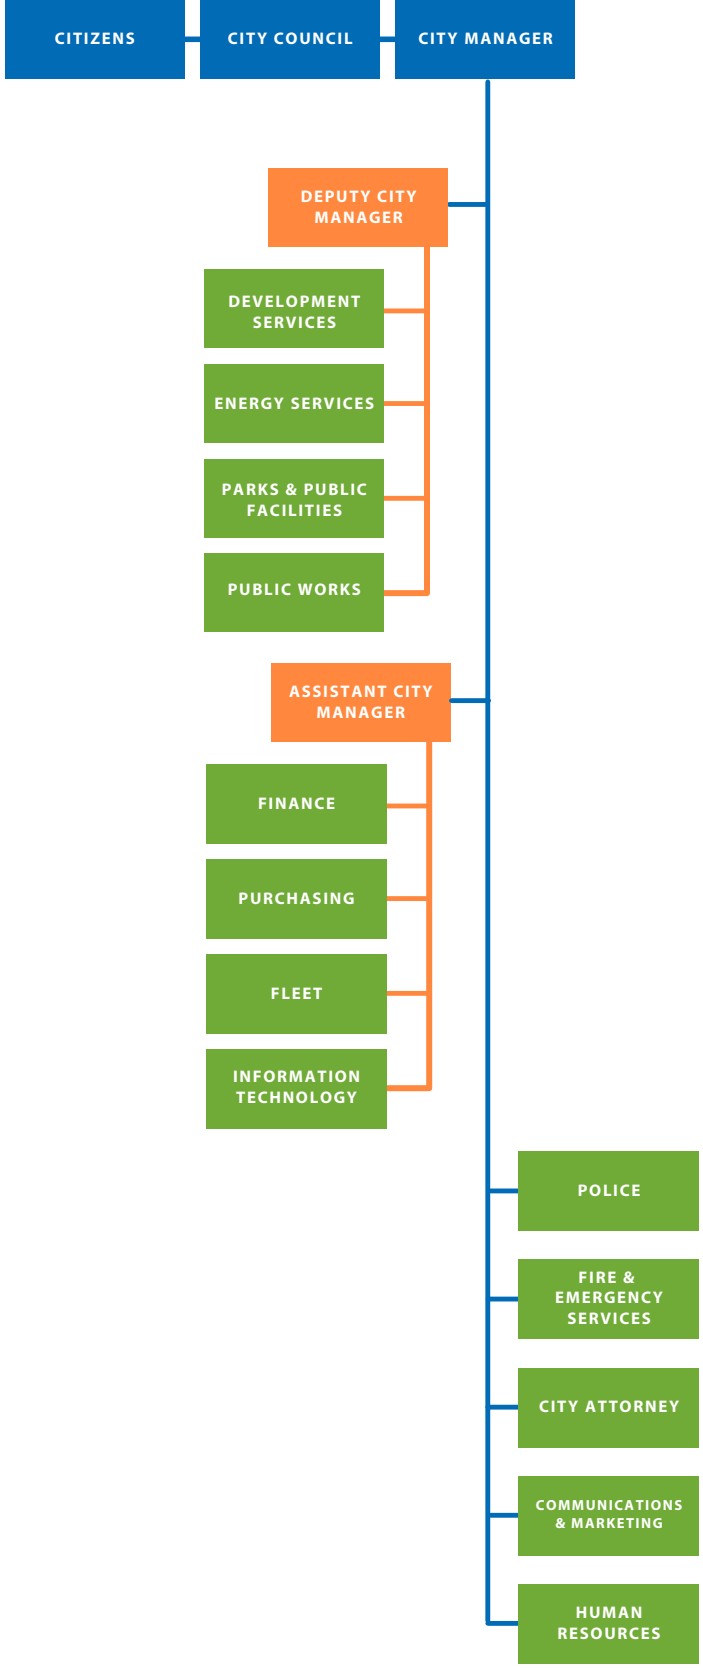 CITIZENS
CITY COUNCIL
CITY MANAGER
DEPUTY CITY
MANAGER
DEVELOPMENT
SERVICES
ENERGY SERVICES
PARKS & PUBLIC
FACILITIES
PUBLIC WORKS
ASSISTANT CITY
MANAGER
FINANCE
PURCHASING
FLEET
INFORMATION
TECHNOLOGY
POLICE
FIRE &
EMERGENCY
SERVICES
CITY ATTORNEY
COMMUNICATIONS
& MARKETING
HUMAN
RESOURCES